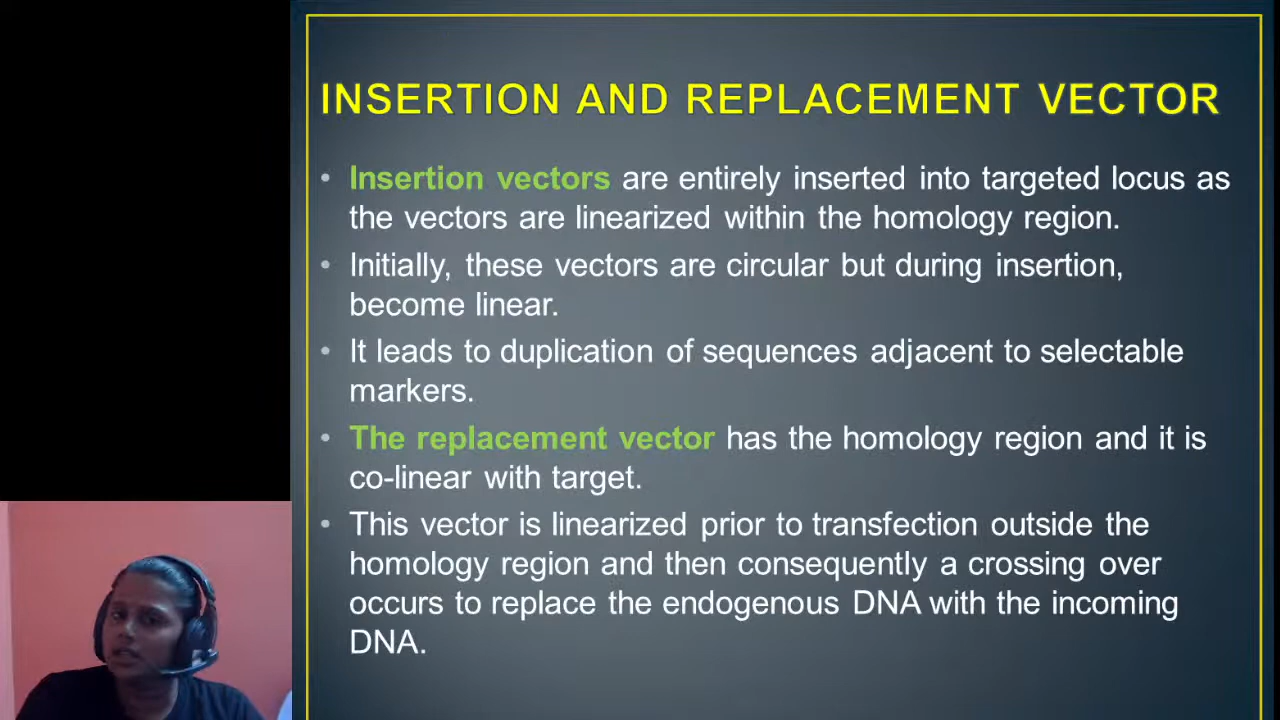 INSERTION AND REPLACEMENT VECTOR
• Insertion vectors are entirely inserted into targeted locus as
the vectors are linearized within the homology region.
• Initially, these vectors are circular but during insertion,
become linear.
• It leads to duplication of sequences adjacent to selectable
markers.
• The replacement vector has the homology region and it is
co-linear with target.
• This vector is linearized prior to transfection outside the
homology region and then consequently a crossing over
occurs to replace the endogenous DNA with the incoming
DNA.